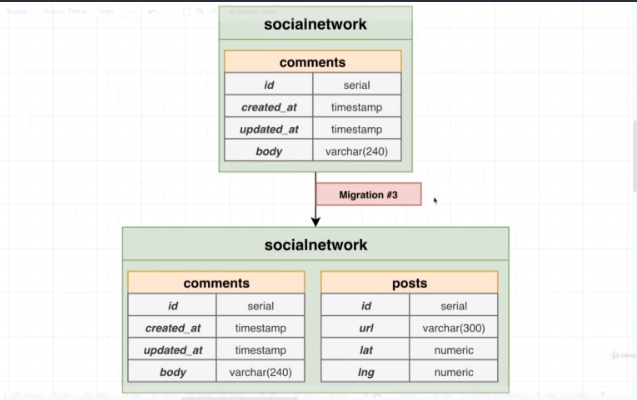 socialnetwork
comments
id serial
created_at timestamp
updated_at timestamp
body varchar(240)
Migration #3
socialnetwork
comments
id serial
created_at timestamp
updated_at timestamp
body varchar(240)
posts
id serial
url varchar(300)
lat numeric
lng numeric